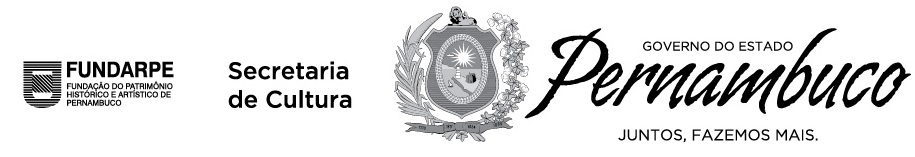 FUNDARPE
FUNDAÇÃO DO PATRIMÔNIO
HISTÓRICO E ARTÍSTICO DE
PERNAMBUCO
Secretaria
de Cultura
GOVERNO DO ESTADO
Pernambuco
JUNTOS, FAZEMOS MAIS.